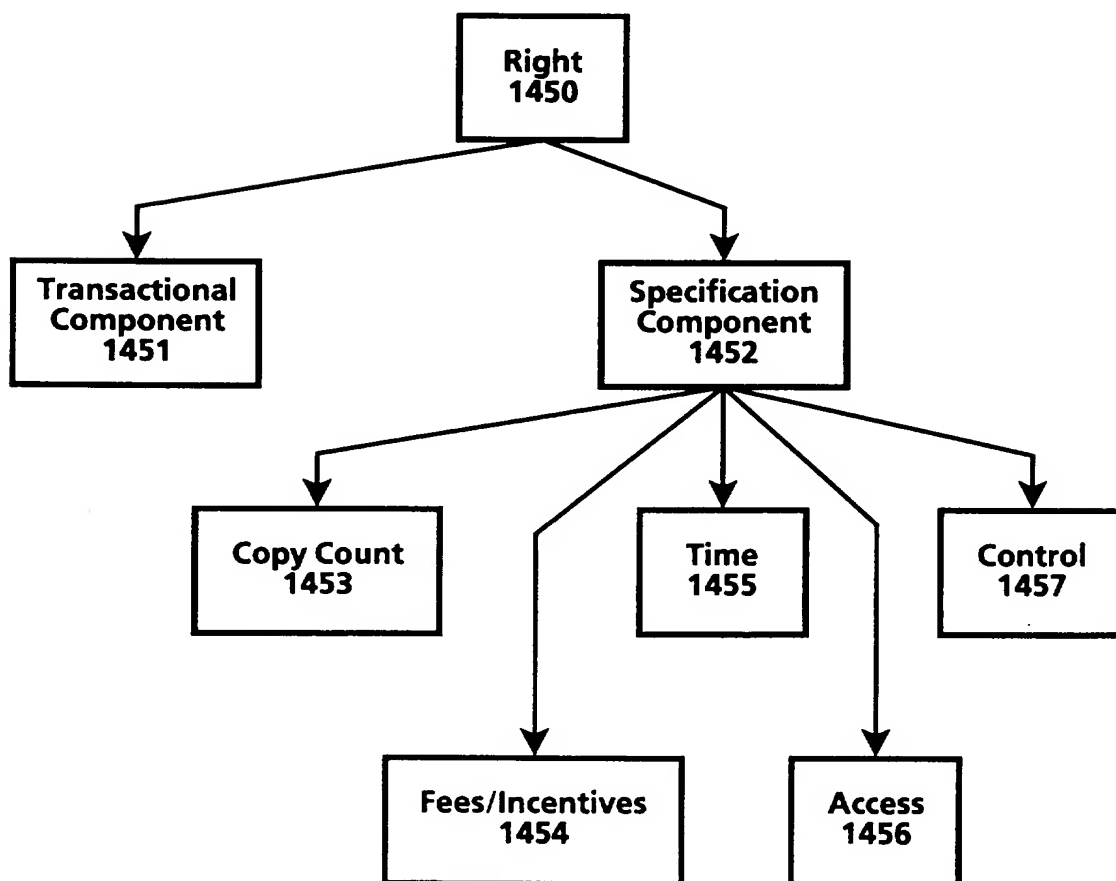 Right
1450
Transactional
Component
1451
Specification
Component
1452
Copy Count
1453
Time
1455
Control
1457
Fees/Incentives
1454
Access
1456